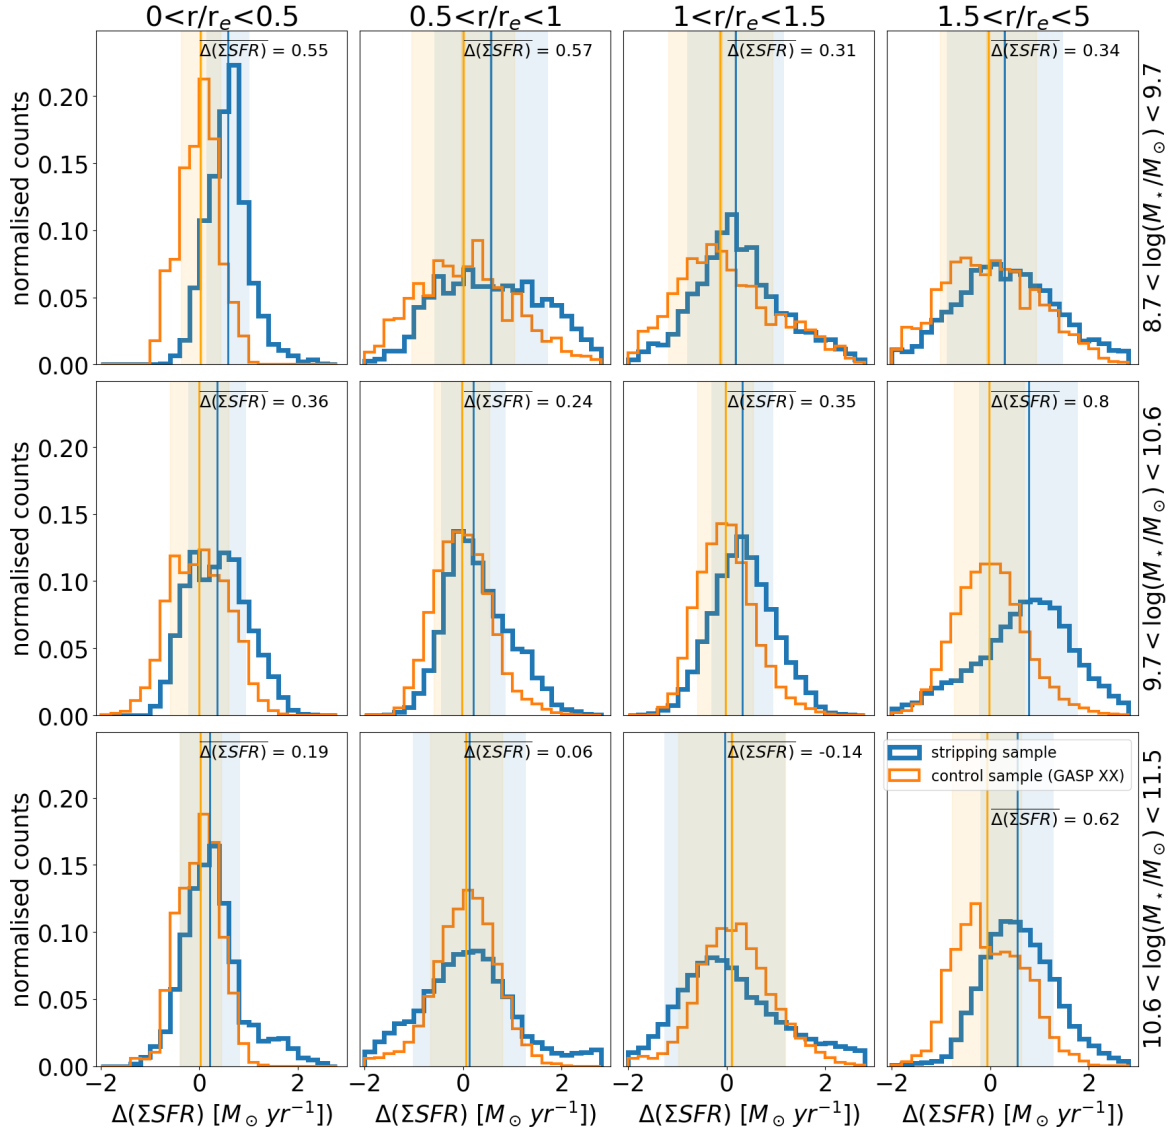 0<r/r_e<0.5 0.5<r/r_e<1 1<r/r_e<1.5 1.5<r/r_e<5
Δ(ΣSFR) = 0.55 Δ(ΣSFR) = 0.57 Δ(ΣSFR) = 0.31 Δ(ΣSFR) = 0.34
normalised counts
0.20
0.15
0.10
0.05
0.00
8.7 < log(M⋆/M⊙) < 9.7
Δ(ΣSFR) = 0.36 Δ(ΣSFR) = 0.24 Δ(ΣSFR) = 0.35 Δ(ΣSFR) = 0.8
normalised counts
0.20
0.15
0.10
0.05
0.00
9.7 < log(M⋆/M⊙) < 10.6
Δ(ΣSFR) = 0.19 Δ(ΣSFR) = 0.06 Δ(ΣSFR) = -0.14
stripping sample
control sample (GASP XX)
Δ(ΣSFR) = 0.62
normalised counts
0.20
0.15
0.10
0.05
0.00
10.6 < log(M⋆/M⊙) < 11.5
−2 0 2 −2 0 2 −2 0 2 −2 0 2
Δ(ΣSFR) [M⊙ yr⁻¹]) Δ(ΣSFR) [M⊙ yr⁻¹]) Δ(ΣSFR) [M⊙ yr⁻¹]) Δ(ΣSFR) [M⊙ yr⁻¹])